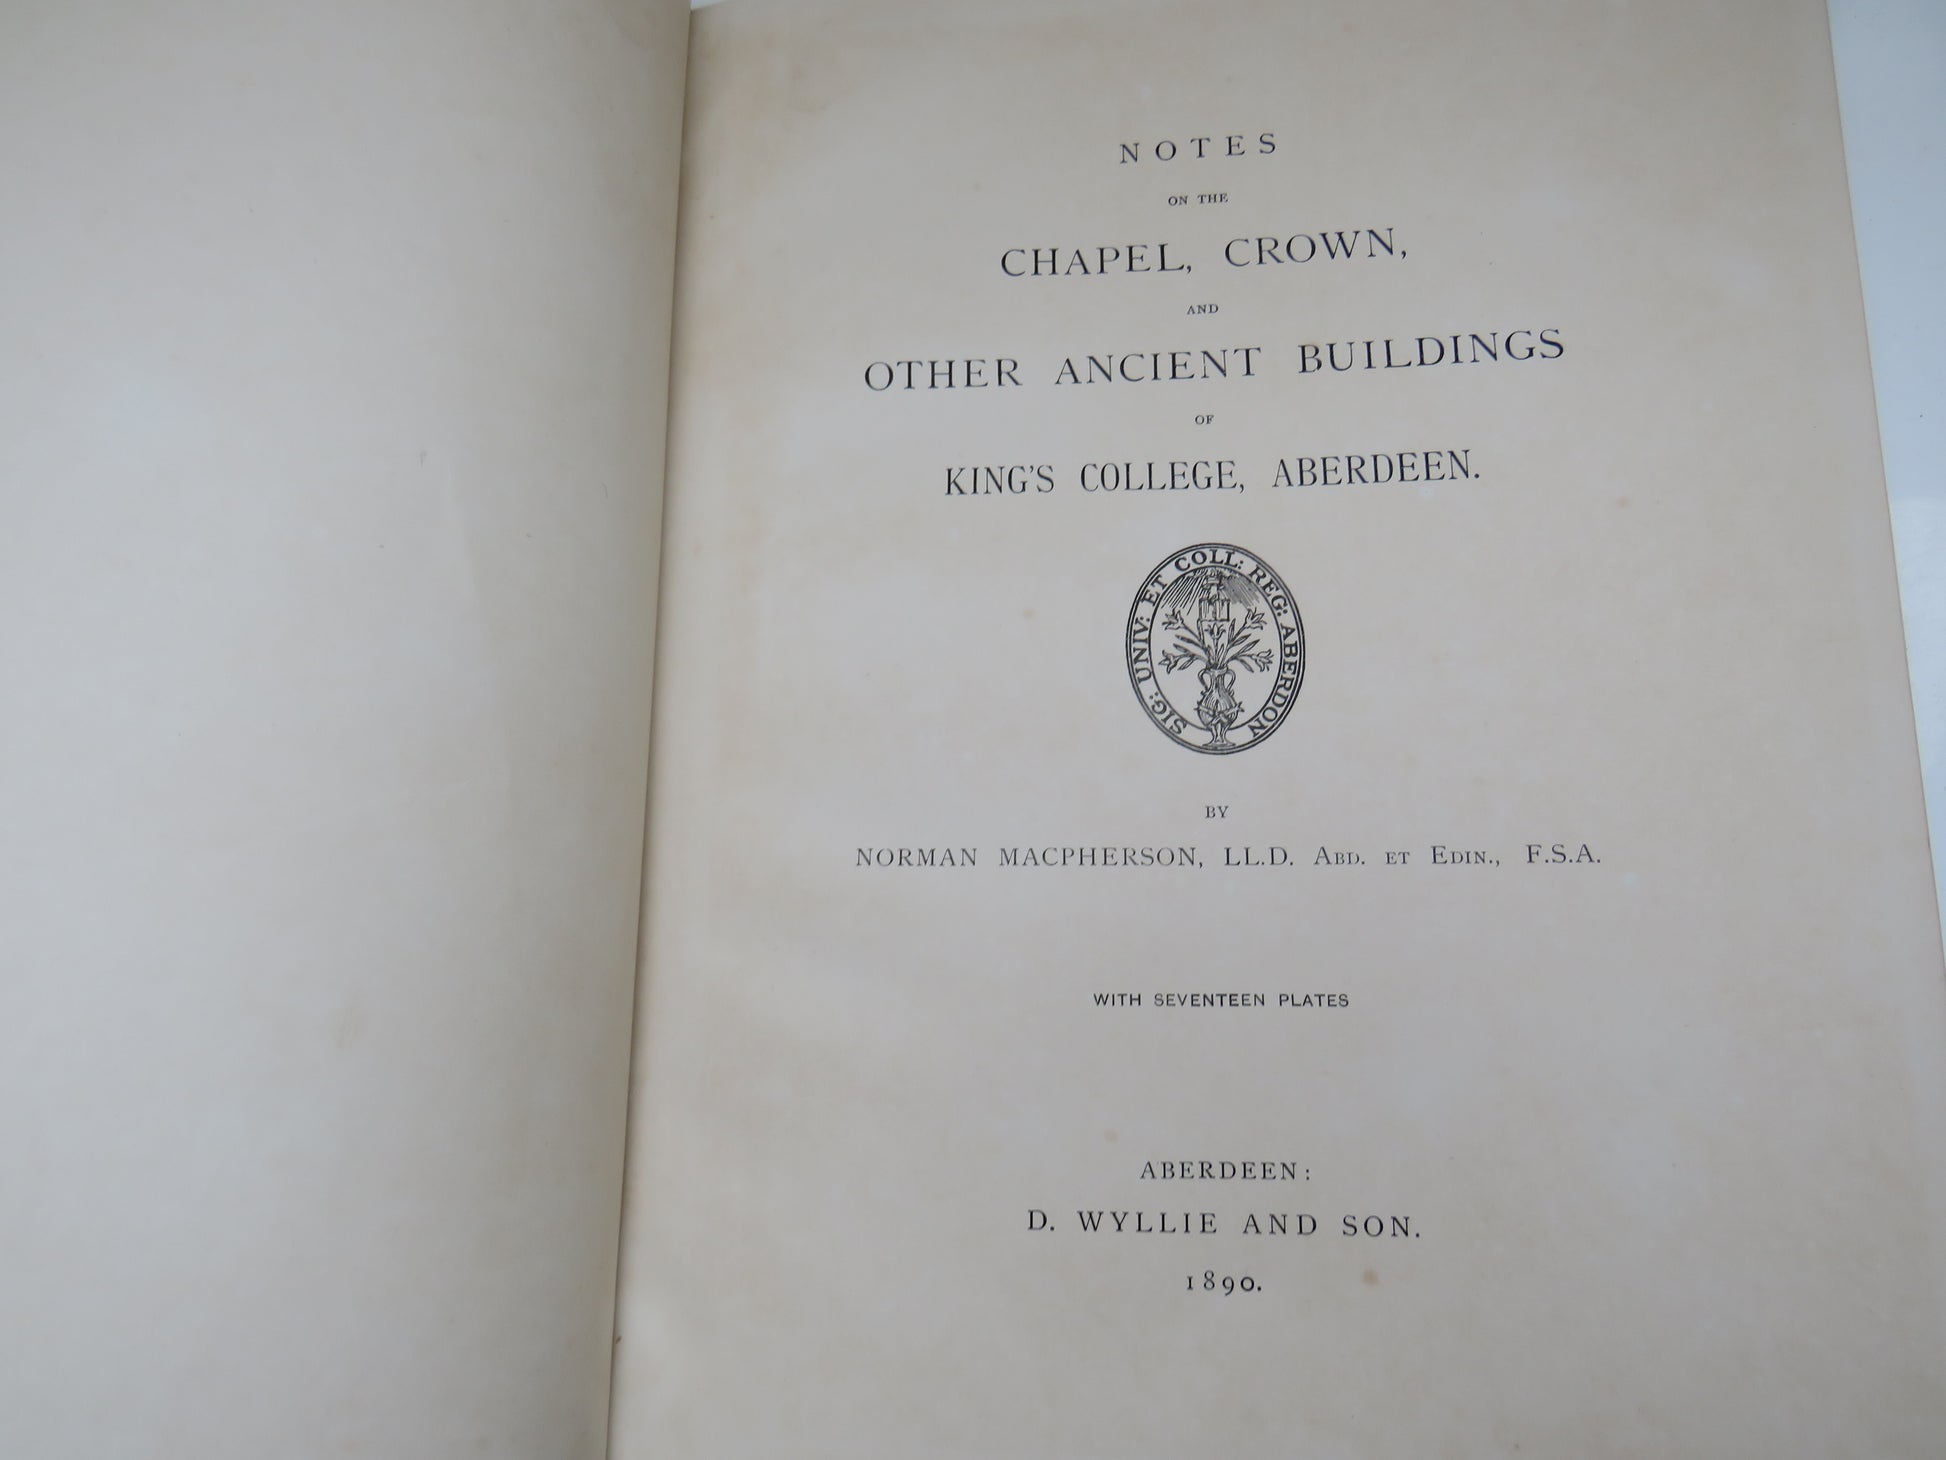 NOTES
ON THE
CHAPEL, CROWN,
AND
OTHER ANCIENT BUILDINGS
OF
KING'S COLLEGE, ABERDEEN.
SIG: UNIV: ET COLL: REG: ABERDON
BY
NORMAN MACPHERSON, LL.D. ABD. ET EDIN., F.S.A.
WITH SEVENTEEN PLATES
ABERDEEN:
D. WYLLIE AND SON.
1890.